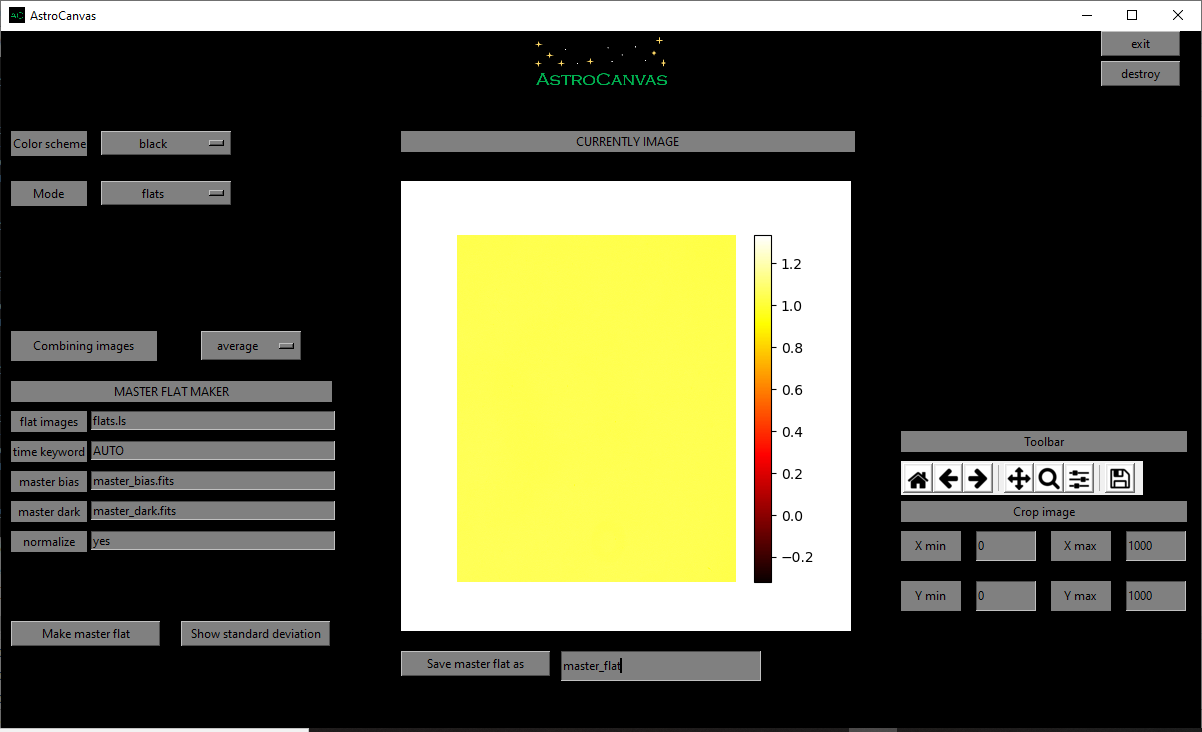 AC AstroCanvas
exit
destroy
ASTROCANVAS
Color scheme black
CURRENTLY IMAGE
Mode flats
1.2
1.0
0.8
0.6
0.4
0.2
0.0
−0.2
Combining images average
MASTER FLAT MAKER
flat images flats.ls
time keyword AUTO
master bias master_bias.fits
master dark master_dark.fits
normalize yes
Make master flat Show standard deviation
Save master flat as master_flat
Toolbar
Crop image
X min 0 X max 1000
Y min 0 Y max 1000